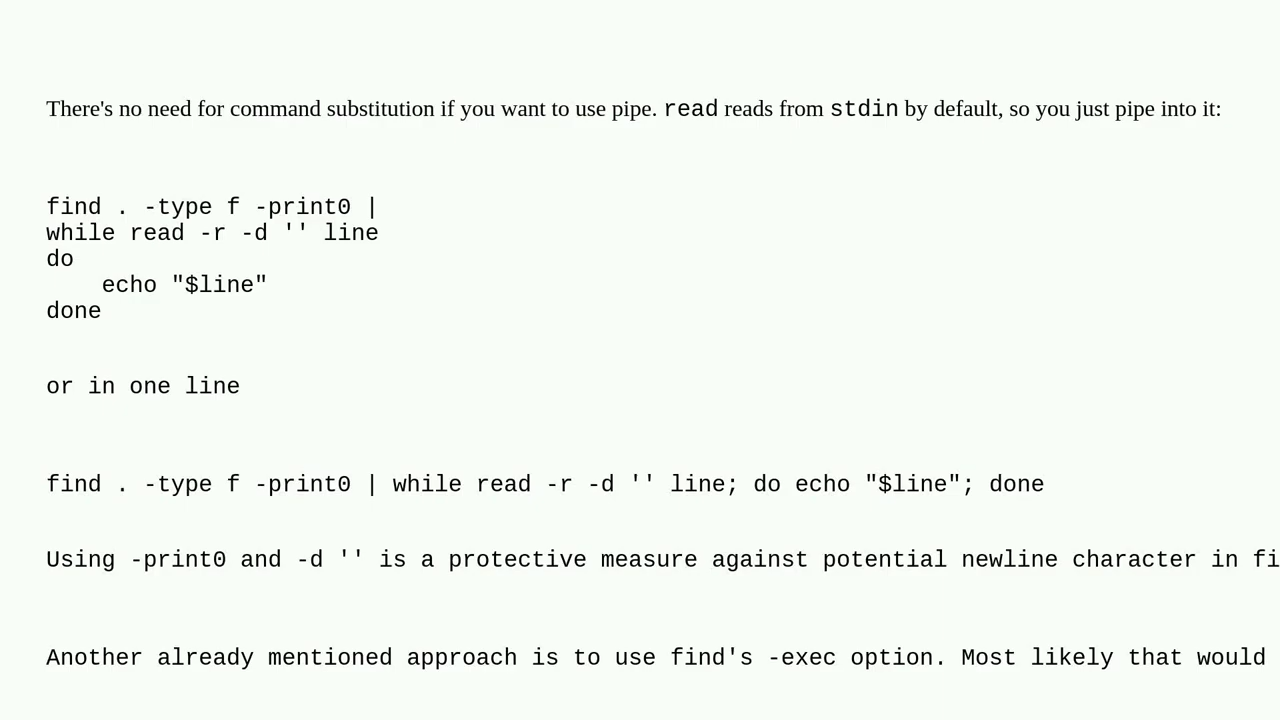 There's no need for command substitution if you want to use pipe. read reads from stdin by default, so you just pipe into it:
find . -type f -print0 |
while read -r -d '' line
do
    echo "$line"
done
or in one line
find . -type f -print0 | while read -r -d '' line; do echo "$line"; done
Using -print0 and -d '' is a protective measure against potential newline character in fi
Another already mentioned approach is to use find's -exec option. Most likely that would